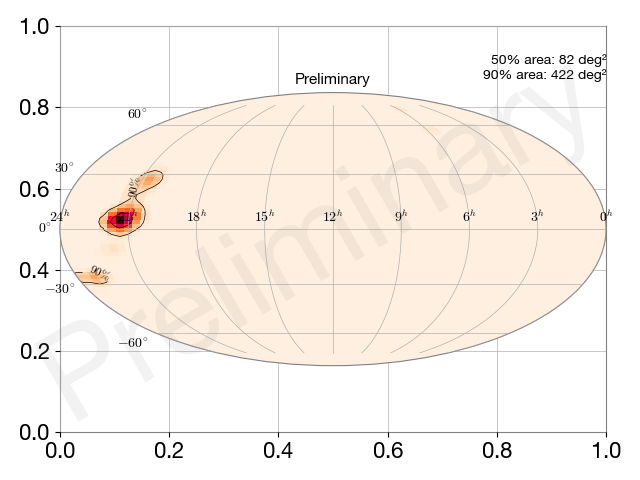 1.0
50% area: 82 deg²
90% area: 422 deg²
Preliminary
0.8
60°
30°
0.6
90%
24ʰ 18ʰ 15ʰ 12ʰ 9ʰ 6ʰ 3ʰ 0ʰ
0°
0.4
90%
−30°
−60°
0.2
Preliminary
0.0
0.0 0.2 0.4 0.6 0.8 1.0